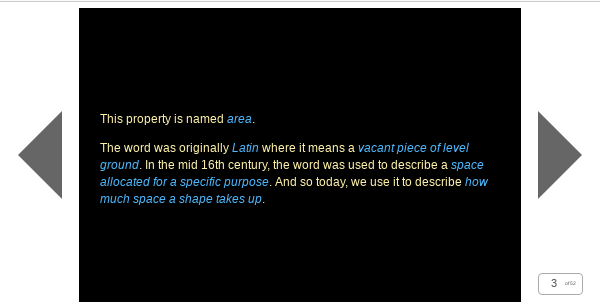 This property is named area.
The word was originally Latin where it means a vacant piece of level
ground. In the mid 16th century, the word was used to describe a space
allocated for a specific purpose. And so today, we use it to describe how
much space a shape takes up.
3 of 52